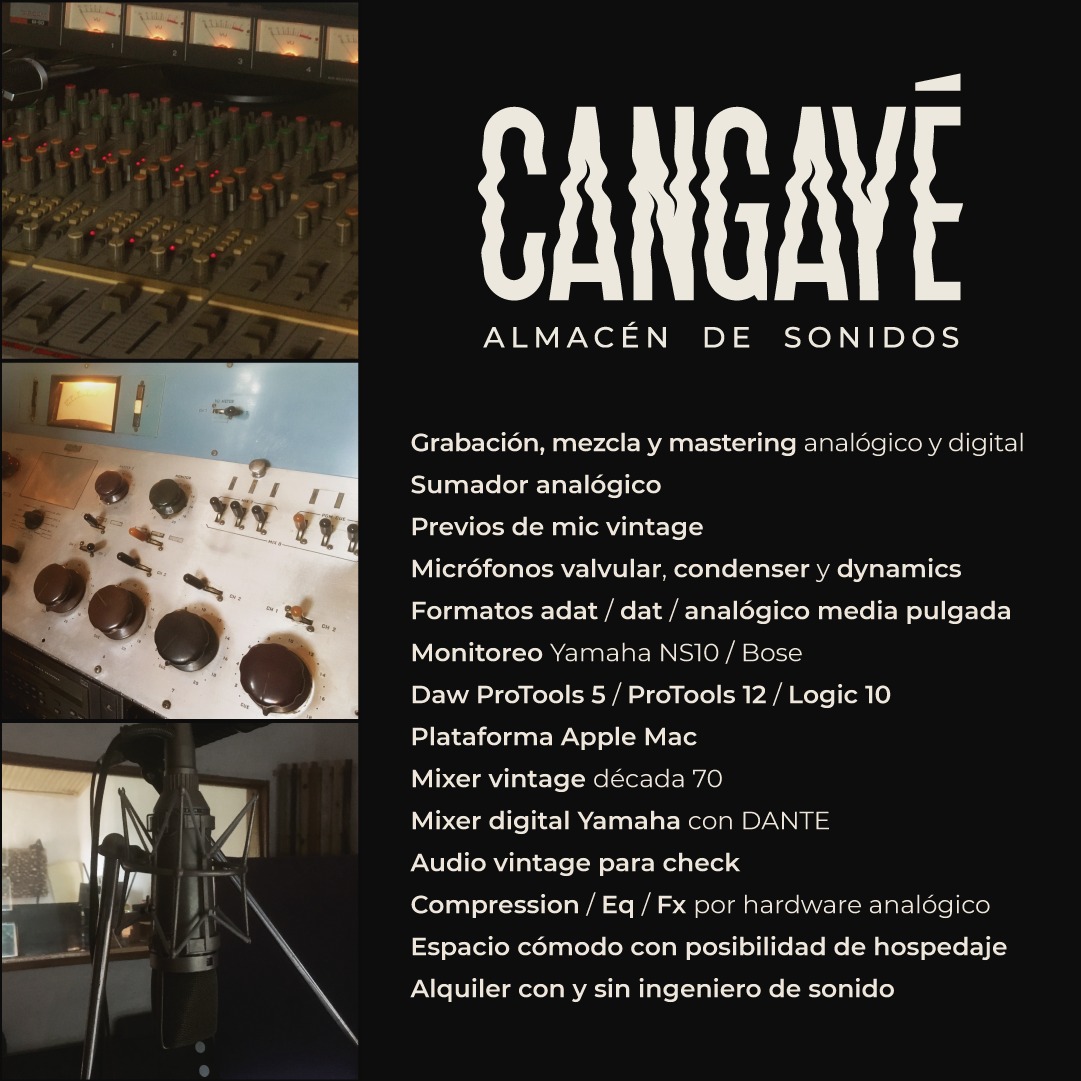 CANGAYÉ
ALMACÉN DE SONIDOS
Grabación, mezcla y mastering analógico y digital
Sumador analógico
Previos de mic vintage
Micrófonos valvular, condenser y dynamics
Formatos adat / dat / analógico media pulgada
Monitoreo Yamaha NS10 / Bose
Daw ProTools 5 / ProTools 12 / Logic 10
Plataforma Apple Mac
Mixer vintage década 70
Mixer digital Yamaha con DANTE
Audio vintage para check
Compression / Eq / Fx por hardware analógico
Espacio cómodo con posibilidad de hospedaje
Alquiler con y sin ingeniero de sonido